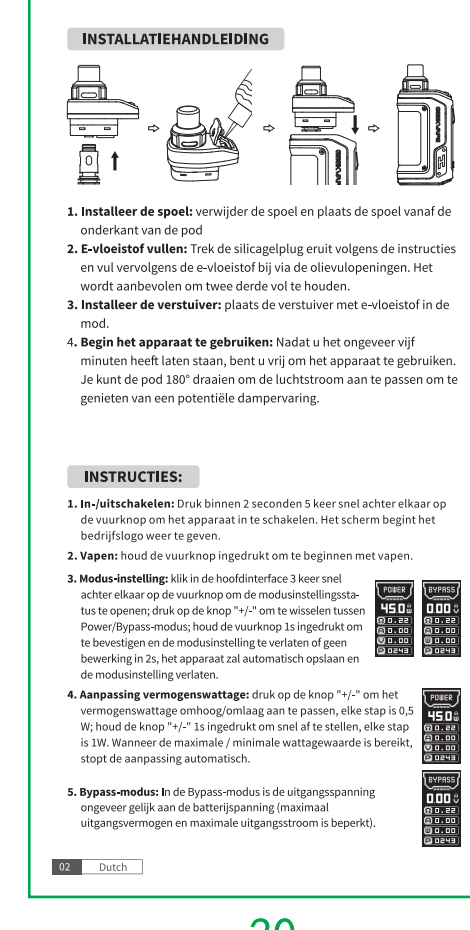 INSTALLATIEHANDLEIDING
1. Installeer de spoel: verwijder de spoel en plaats de spoel vanaf de
onderkant van de pod
2. E-vloeistof vullen: Trek de silicagelplug eruit volgens de instructies
en vul vervolgens de e-vloeistof bij via de olievulopeningen. Het
wordt aanbevolen om twee derde vol te houden.
3. Installeer de verstuiver: plaats de verstuiver met e-vloeistof in de
mod.
4. Begin het apparaat te gebruiken: Nadat u het ongeveer vijf
minuten heeft laten staan, bent u vrij om het apparaat te gebruiken.
Je kunt de pod 180° draaien om de luchtstroom aan te passen om te
genieten van een potentiële dampervaring.
INSTRUCTIES:
1. In-/uitschakelen: Druk binnen 2 seconden 5 keer snel achter elkaar op
de vuurknop om het apparaat in te schakelen. Het scherm begint het
bedrijfslogo weer te geven.
2. Vapen: houd de vuurknop ingedrukt om te beginnen met vapen.
3. Modus-instelling: klik in de hoofdinterface 3 keer snel
achter elkaar op de vuurknop om de modusinstellingssta-
tus te openen; druk op de knop "+/-" om te wisselen tussen
Power/Bypass-modus; houd de vuurknop 1s ingedrukt om
te bevestigen en de modusinstelling te verlaten of geen
bewerking in 2s, het apparaat zal automatisch opslaan en
de modusinstelling verlaten.
POWER
45.0
0.22
0.00
0.00
0243
BYPASS
0.00
0.22
0.00
0.00
0243
4. Aanpassing vermogenswattage: druk op de knop "+/-" om het
vermogenswattage omhoog/omlaag aan te passen, elke stap is 0,5
W; houd de knop "+/-" 1s ingedrukt om snel af te stellen, elke stap
is 1W. Wanneer de maximale / minimale wattagewaarde is bereikt,
stopt de aanpassing automatisch.
POWER
45.0
0.22
0.00
0.00
0243
5. Bypass-modus: In de Bypass-modus is de uitgangsspanning
ongeveer gelijk aan de batterijspanning (maximaal
uitgangsvermogen en maximale uitgangsstroom is beperkt).
BYPASS
0.00
0.22
0.00
0.00
0243
02 Dutch